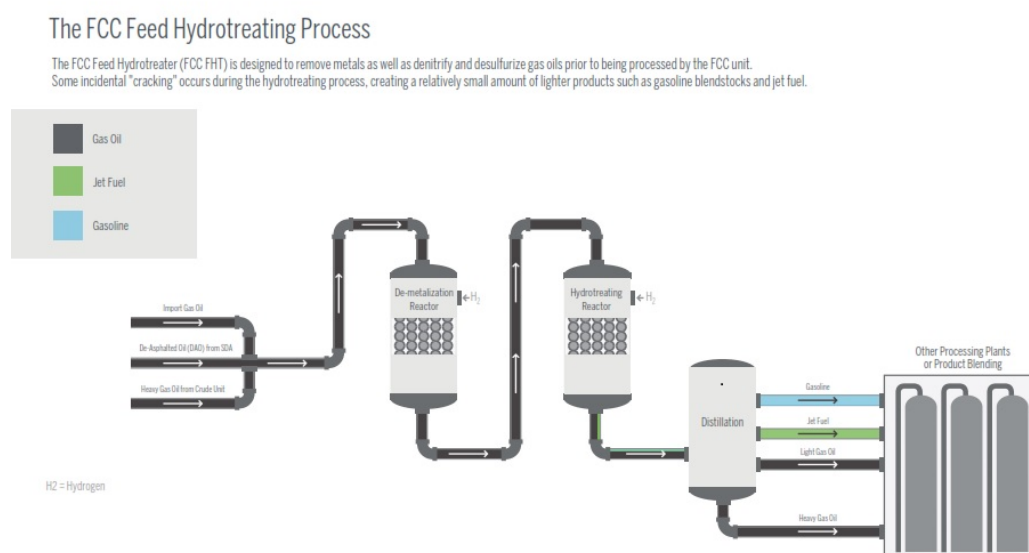 The FCC Feed Hydrotreating Process
The FCC Feed Hydrotreater (FCC FHT) is designed to remove metals as well as denitrify and desulfurize gas oils prior to being processed by the FCC unit.
Some incidental "cracking" occurs during the hydrotreating process, creating a relatively small amount of lighter products such as gasoline blendstocks and jet fuel.
Gas Oil
Jet Fuel
Gasoline
Import Gas Oil
De-Asphalted Oil (DAO) from SDA
Heavy Gas Oil from Crude Unit
De-metalization
Reactor
H2
Hydrotreating
Reactor
H2
Distillation
Gasoline
Jet Fuel
Light Gas Oil
Heavy Gas Oil
Other Processing Plants
or Product Blending
H2 = Hydrogen